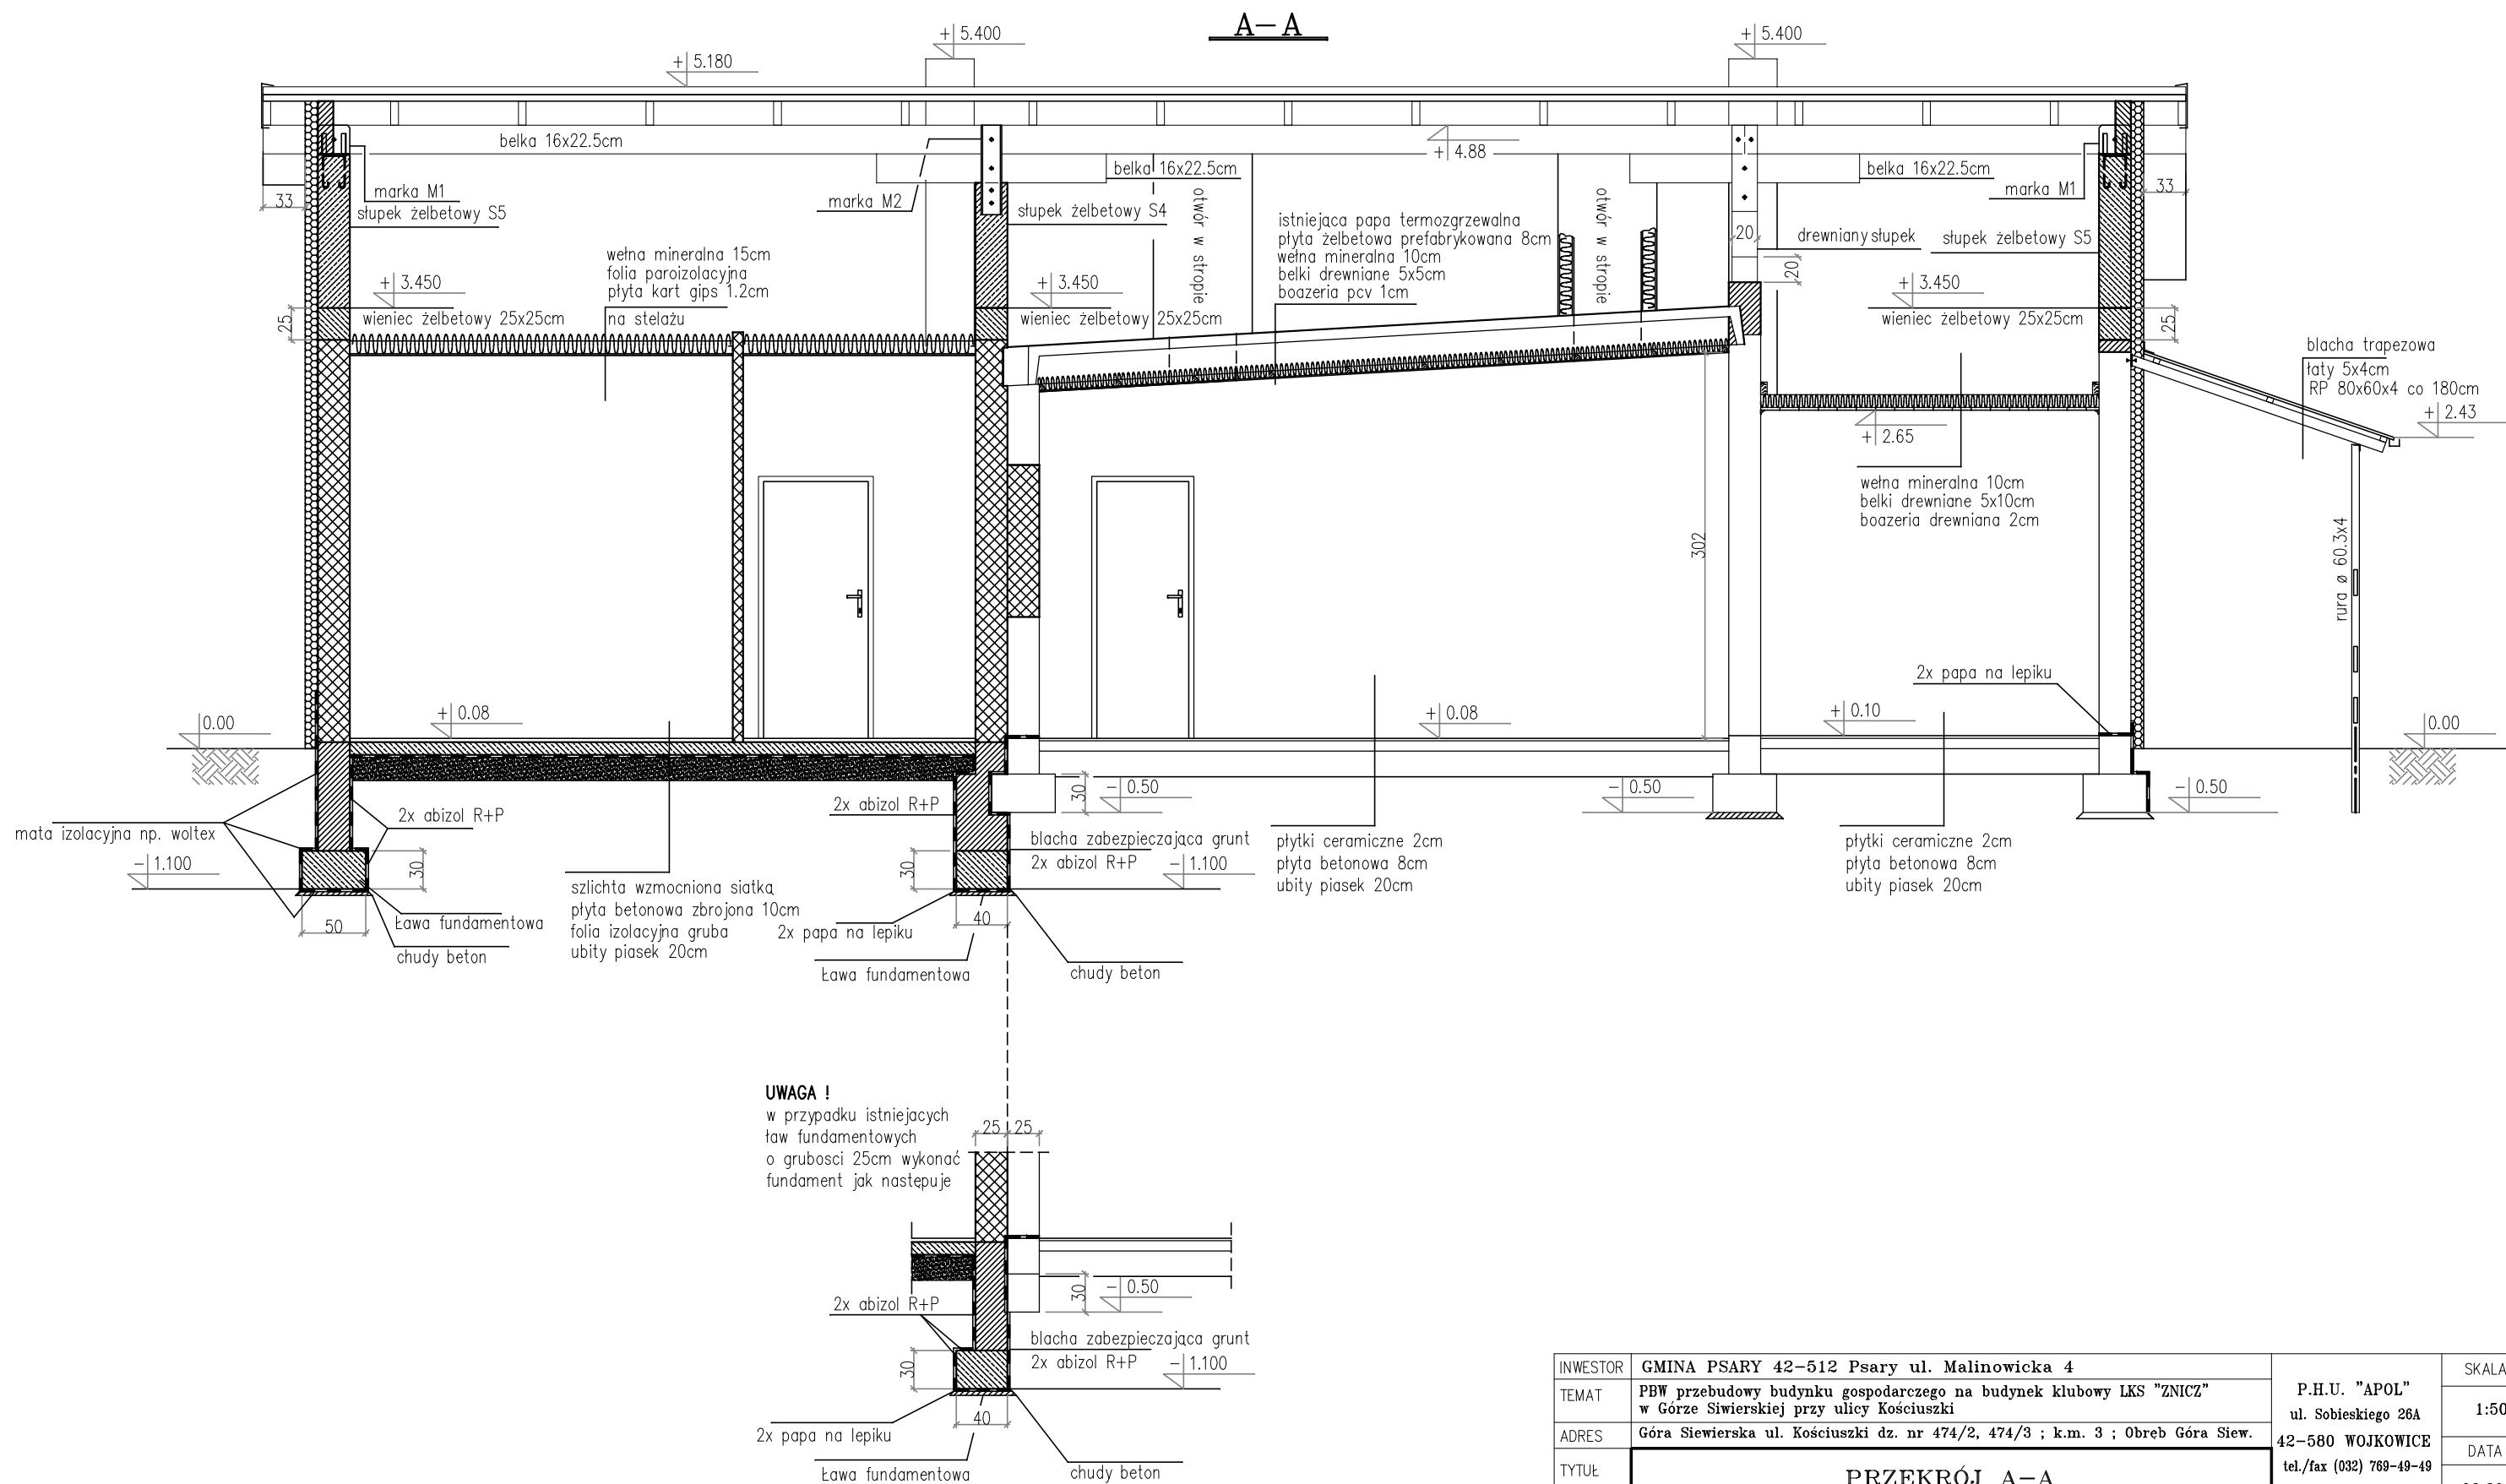 A-A
+ 5.400
+ 5.400
+ 5.180
belka 16x22.5cm
+ 4.88
belka 16x22.5cm
belka 16x22.5cm
33
marka M1
słupek żelbetowy S5
marka M2
słupek żelbetowy S4
otwór w stropie
istniejąca papa termozgrzewalna
płyta żelbetowa prefabrykowana 8cm
wełna mineralna 10cm
belki drewniane 5x5cm
boazeria pcv 1cm
otwór w stropie
20
20
drewniany słupek
marka M1
33
słupek żelbetowy S5
wełna mineralna 15cm
folia paroizolacyjna
płyta kart gips 1.2cm
na stelażu
+ 3.450
25
wieniec żelbetowy 25x25cm
+ 3.450
wieniec żelbetowy 25x25cm
+ 3.450
wieniec żelbetowy 25x25cm
25
blacha trapezowa
łaty 5x4cm
RP 80x60x4 co 180cm
+ 2.43
+ 2.65
wełna mineralna 10cm
belki drewniane 5x10cm
boazeria drewniana 2cm
302
rura ø 60.3x4
2x papa na lepiku
0.00
+ 0.08
+ 0.08
+ 0.10
0.00
mata izolacyjna np. woltex
2x abizol R+P
- 1.100
30
50
Ława fundamentowa
chudy beton
szlichta wzmocniona siatką
płyta betonowa zbrojona 10cm
folia izolacyjna gruba
ubity piasek 20cm
2x abizol R+P
30
- 0.50
- 0.50
- 0.50
blacha zabezpieczająca grunt
2x abizol R+P
- 1.100
30
40
2x papa na lepiku
Ława fundamentowa
chudy beton
płytki ceramiczne 2cm
płyta betonowa 8cm
ubity piasek 20cm
płytki ceramiczne 2cm
płyta betonowa 8cm
ubity piasek 20cm
UWAGA !
w przypadku istniejacych
ław fundamentowych
o grubosci 25cm wykonać
fundament jak następuje
25 25
30
- 0.50
2x abizol R+P
blacha zabezpieczająca grunt
2x abizol R+P
- 1.100
30
40
2x papa na lepiku
Ława fundamentowa
chudy beton
INWESTOR GMINA PSARY 42-512 Psary ul. Malinowicka 4
TEMAT PBW przebudowy budynku gospodarczego na budynek klubowy LKS "ZNICZ"
w Górze Siwierskiej przy ulicy Kościuszki
ADRES Góra Siewierska ul. Kościuszki dz. nr 474/2, 474/3 ; k.m. 3 ; Obręb Góra Siew.
TYTUŁ PRZEKRÓJ A-A
P.H.U. "APOL"
ul. Sobieskiego 26A
42-580 WOJKOWICE
tel./fax (032) 769-49-49
SKALA
1:50
DATA